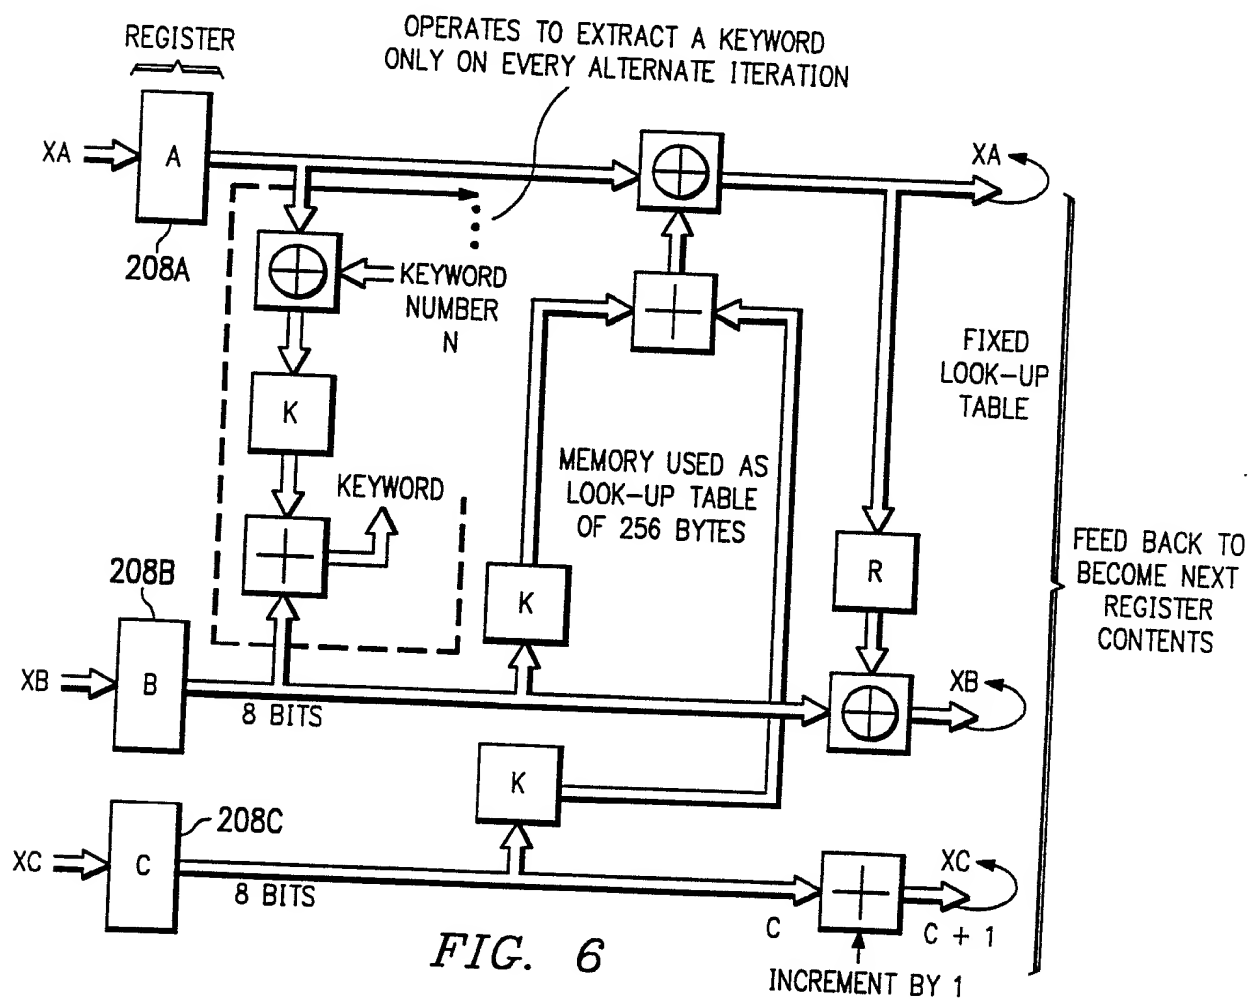 REGISTER
OPERATES TO EXTRACT A KEYWORD
ONLY ON EVERY ALTERNATE ITERATION
XA
A
XA
208A
KEYWORD
NUMBER
N
FIXED
LOOK-UP
TABLE
K
MEMORY USED AS
LOOK-UP TABLE
OF 256 BYTES
KEYWORD
FEED BACK TO
BECOME NEXT
REGISTER
CONTENTS
208B
R
K
XB
B
XB
8 BITS
K
208C
XC
C
XC
8 BITS
C
C + 1
FIG. 6
INCREMENT BY 1